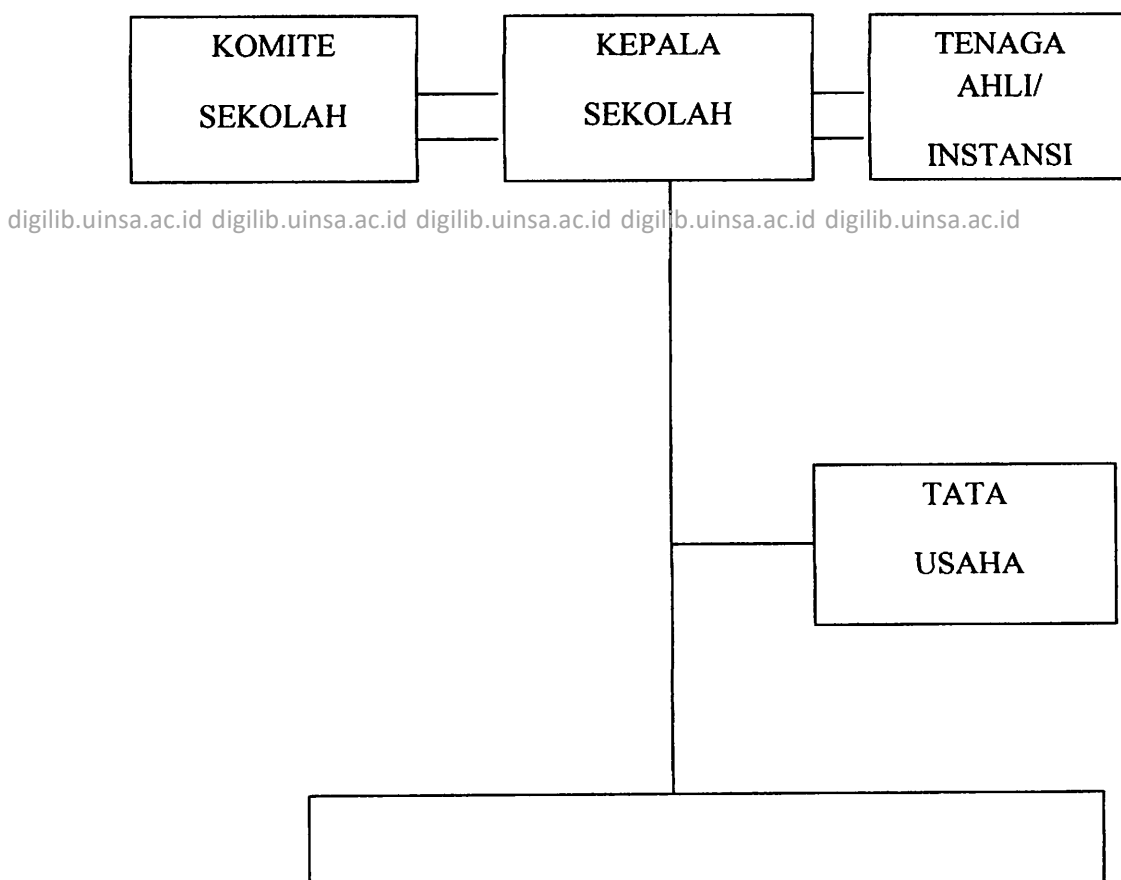 KOMITE
SEKOLAH
KEPALA
SEKOLAH
TENAGA
AHLI/
INSTANSI
digilib.uinsa.ac.id digilib.uinsa.ac.id digilib.uinsa.ac.id digilib.uinsa.ac.id digilib.uinsa.ac.id
TATA
USAHA